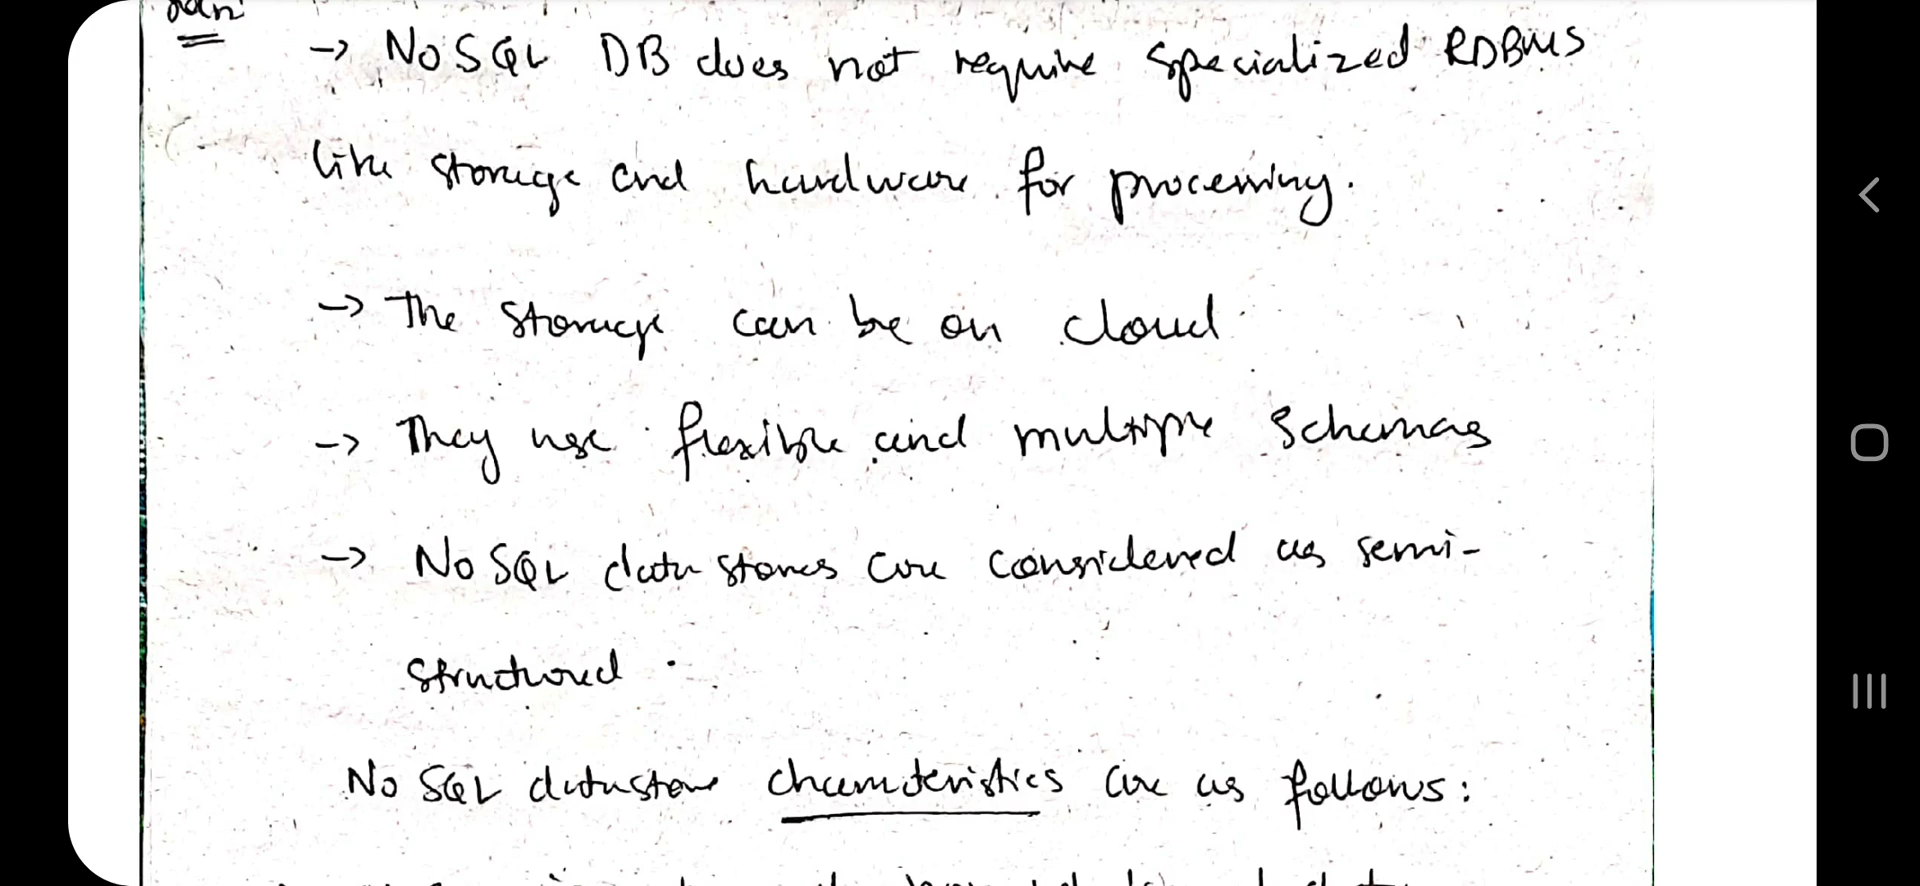 → NoSQL DB does not require specialized RDBMS
like storage and hardware for processing.
→ The storage can be on cloud
→ They use flexible and multiple schemas
→ NoSQL data stores are considered as semi-
structured.
No SQL datastore characteristics are as follows: